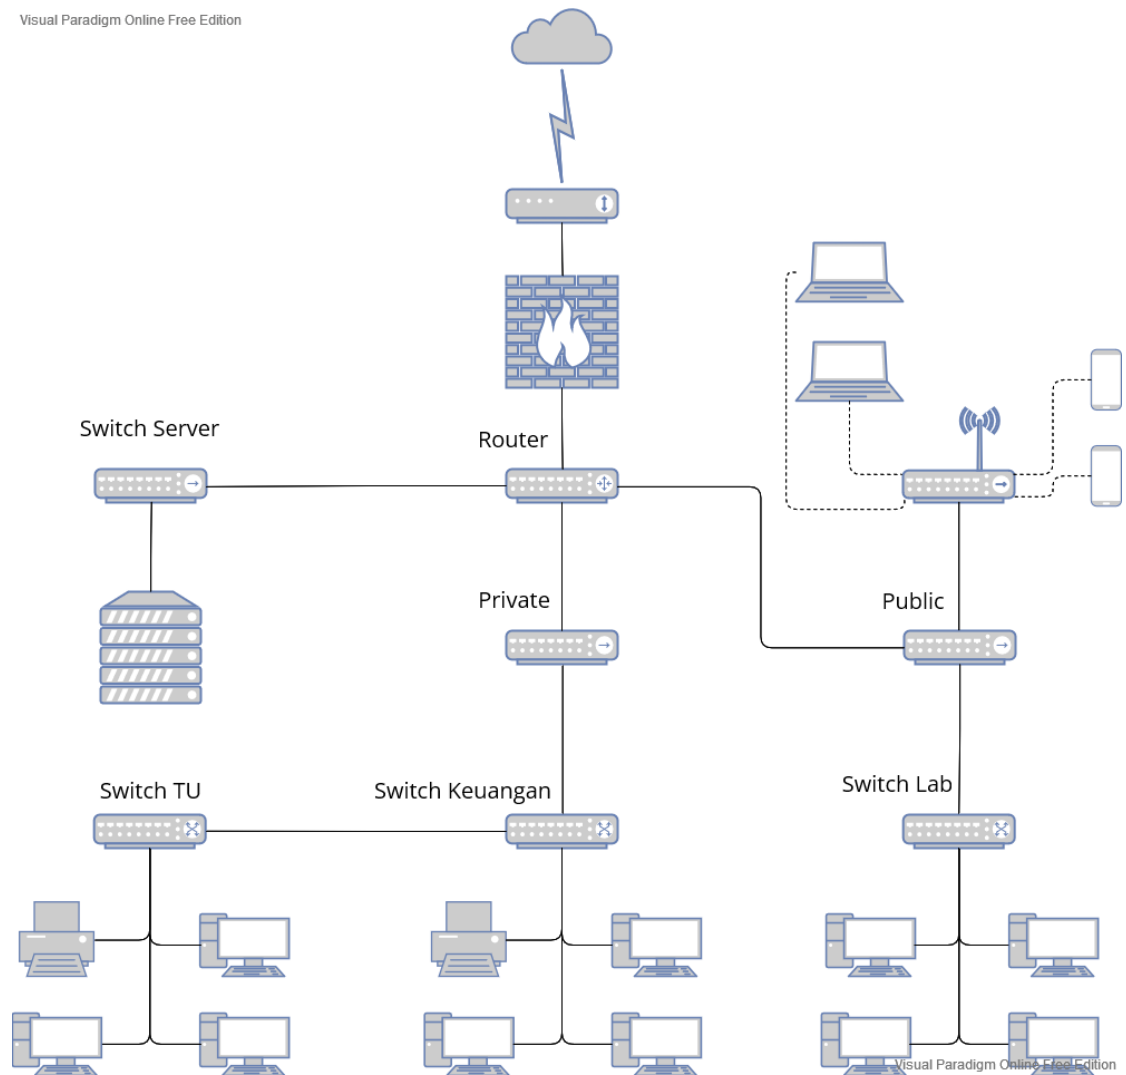 Visual Paradigm Online Free Edition
Switch Server
Router
Private
Public
Switch TU
Switch Keuangan
Switch Lab
Visual Paradigm Online Free Edition